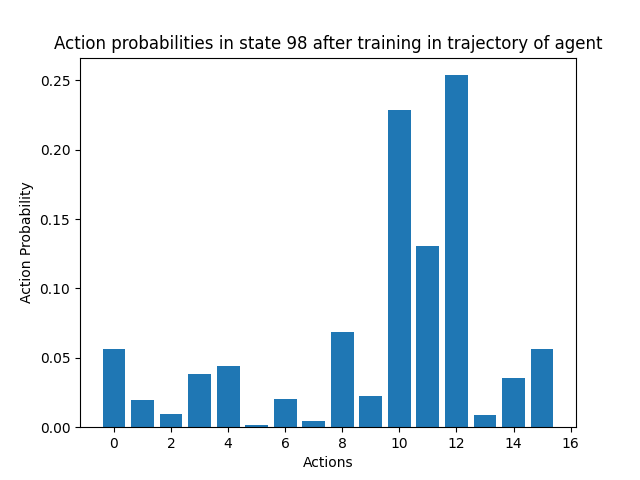 Action probabilities in state 98 after training in trajectory of agent
0.25
0.20
0.15
0.10
0.05
0.00
Action Probability
0 2 4 6 8 10 12 14 16
Actions